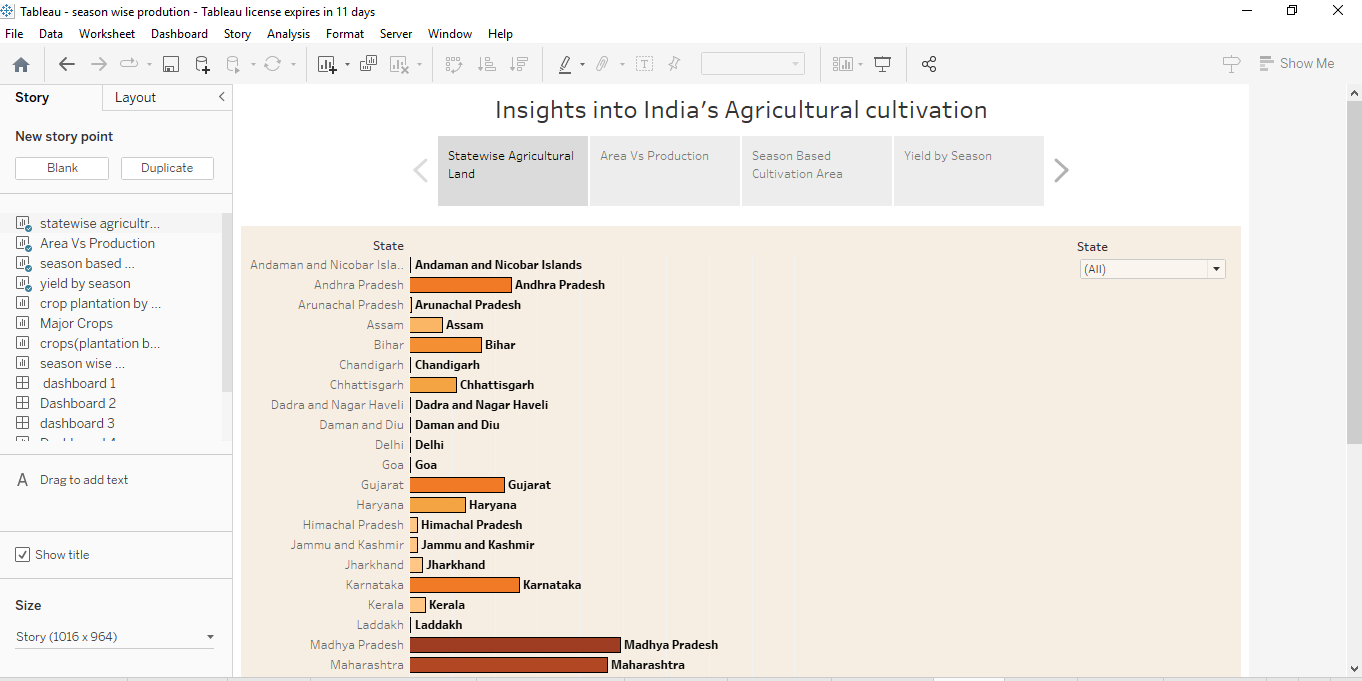 Tableau - season wise prodution - Tableau license expires in 11 days
File Data Worksheet Dashboard Story Analysis Format Server Window Help
Show Me
Story
Layout
New story point
Blank
Duplicate
statewise agricultr...
Area Vs Production
season based ...
yield by season
crop plantation by ...
Major Crops
crops(plantation b...
season wise ...
dashboard 1
Dashboard 2
dashboard 3
A Drag to add text
Show title
Size
Story (1016 x 964)
Insights into India's Agricultural cultivation
Statewise Agricultural
Land
Area Vs Production
Season Based
Cultivation Area
Yield by Season
State
Andaman and Nicobar Isla.. Andaman and Nicobar Islands
Andhra Pradesh Andhra Pradesh
Arunachal Pradesh Arunachal Pradesh
Assam Assam
Bihar Bihar
Chandigarh Chandigarh
Chhattisgarh Chhattisgarh
Dadra and Nagar Haveli Dadra and Nagar Haveli
Daman and Diu Daman and Diu
Delhi Delhi
Goa Goa
Gujarat Gujarat
Haryana Haryana
Himachal Pradesh Himachal Pradesh
Jammu and Kashmir Jammu and Kashmir
Jharkhand Jharkhand
Karnataka Karnataka
Kerala Kerala
Laddakh Laddakh
Madhya Pradesh Madhya Pradesh
Maharashtra Maharashtra
State
(All)